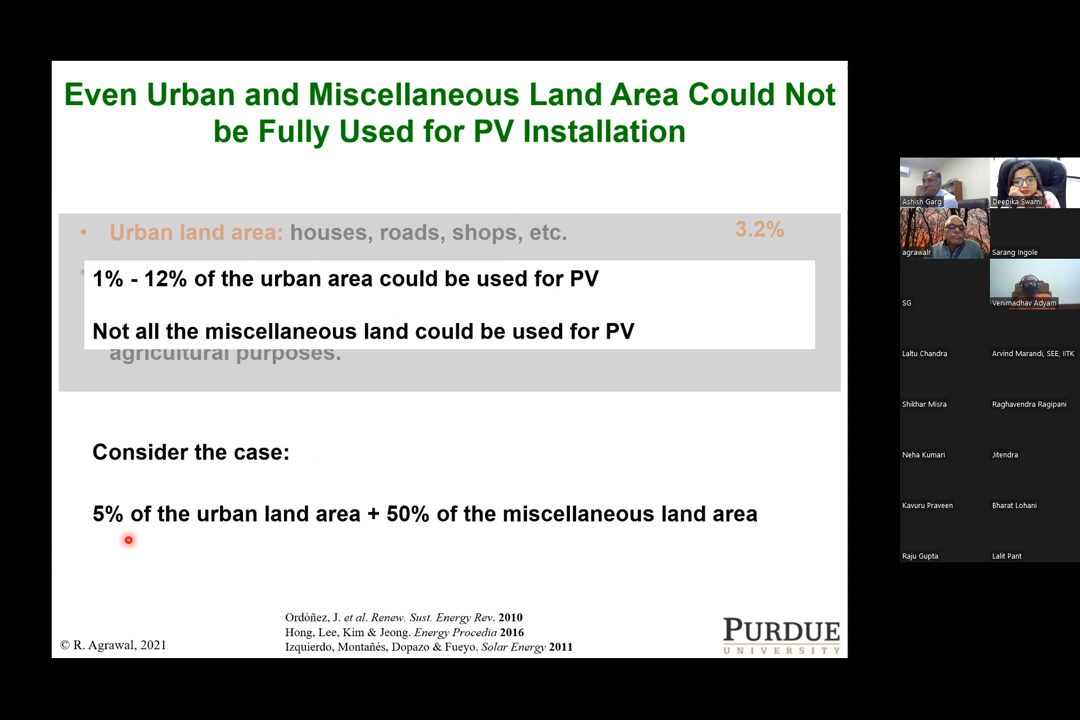 Even Urban and Miscellaneous Land Area Could Not
be Fully Used for PV Installation
• Urban land area: houses, roads, shops, etc.
3.2%
1% - 12% of the urban area could be used for PV
Not all the miscellaneous land could be used for PV
agricultural purposes.
Consider the case:
5% of the urban land area + 50% of the miscellaneous land area
Ordóñez, J. et al. Renew. Sust. Energy Rev. 2010
Hong, Lee, Kim & Jeong. Energy Procedia 2016
Izquierdo, Montañés, Dopazo & Fueyo. Solar Energy 2011
© R. Agrawal, 2021
PURDUE
UNIVERSITY
Ashish Garg
Deepika Swami
agrawalr
Sarang Ingole
SG
Venimadhav Adyam
Laltu Chandra
Arvind Marandi, SEE, IITK
Shikhar Misra
Raghavendra Ragipani
Neha Kumari
Jitendra
Kavuru Praveen
Bharat Lohani
Raju Gupta
Lalit Pant